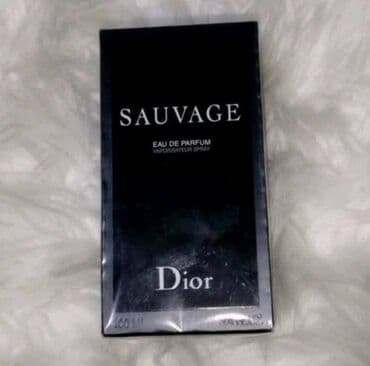 SAUVAGE
EAU DE PARFUM
VAPORISATEUR SPRAY
Dior